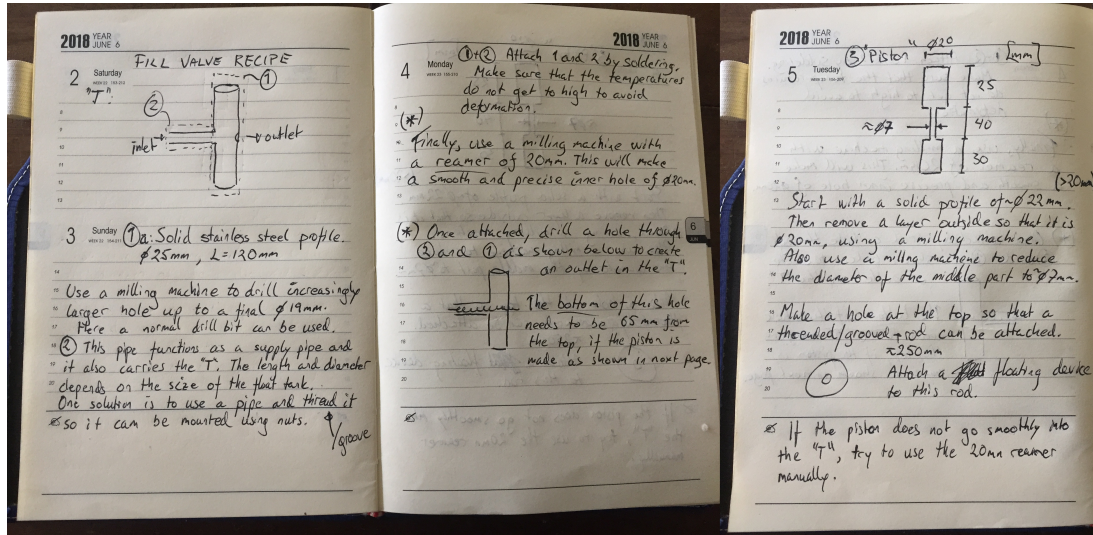 2018 YEAR
JUNE 6
FILL VALVE RECIPE
2 Saturday
"T":
1
2
inlet
outlet
3 Sunday
1a: Solid stainless steel profile.
ø25mm, L=130mm
Use a milling machine to drill increasingly
larger hole up to a final ø19mm.
Here a normal drill bit can be used.
2 This pipe functions as a supply pipe and
it also carries the "T". The length and diameter
depends on the size of the float tank.
One solution is to use a pipe and thread it
so it can be mounted using nuts.
/groove
2018 YEAR
JUNE 6
4 Monday
1+2 Attach 1 and 2 by soldering.
Make sure that the temperatures
do not get to high to avoid
deformation.
(*)
Finally, use a milling machine with
a reamer of 20mm. This will make
a smooth and precise inner hole of ø20mm.
(*) Once attached, drill a hole through
2 and 1 as shown below to create
an outlet in the "T".
The bottom of this hole
needs to be 65mm from
the top, if the piston is
made as shown in next page.
6
JUN
2018 YEAR
JUNE 6
5 Tuesday
3 "Piston"
ø20
[mm]
25
≈ø7
40
30
(>20mm)
Start with a solid profile of ~ø22mm.
Then remove a layer outside so that it is
ø20mm, using a milling machine.
Also use a millng machene to reduce
the diameter of the middle part to ~ø7mm.
Make a hole at the top so that a
threeded/grooved rod can be attached.
≈250mm
Attach a floating device
to this rod.
If the piston does not go smoothly into
the "T", try to use the 20mm reamer
manually.